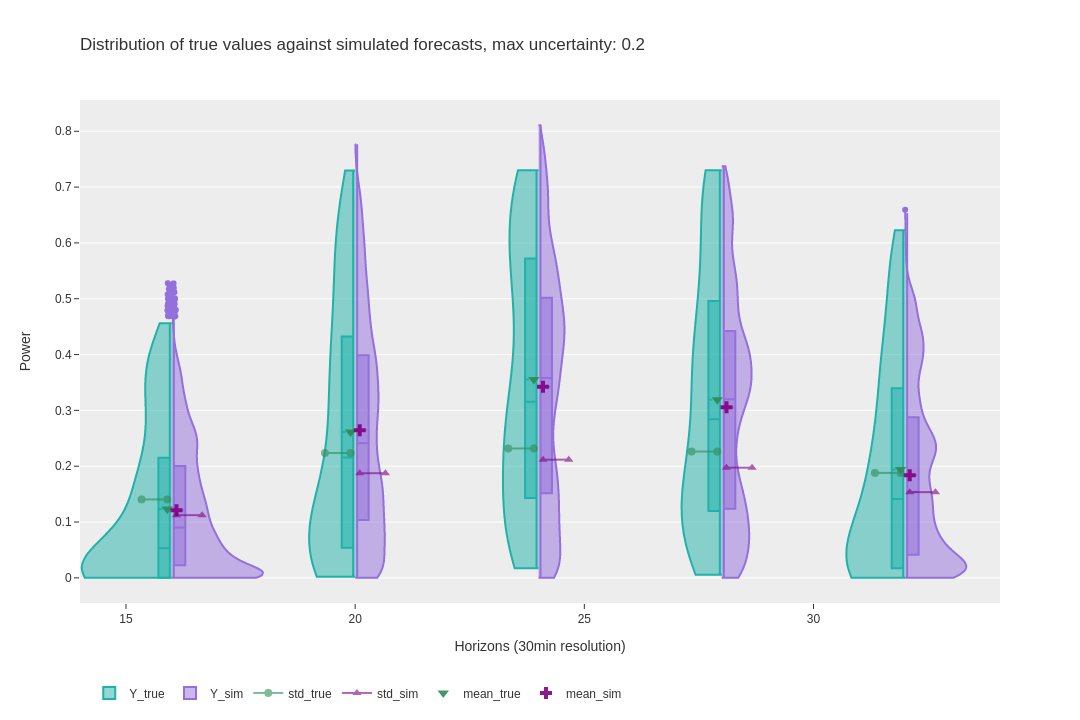 Distribution of true values against simulated forecasts, max uncertainty: 0.2
0.8
0.7
0.6
0.5
0.4
0.3
0.2
0.1
0
Power
15 20 25 30
Horizons (30min resolution)
Y_true Y_sim std_true std_sim mean_true mean_sim